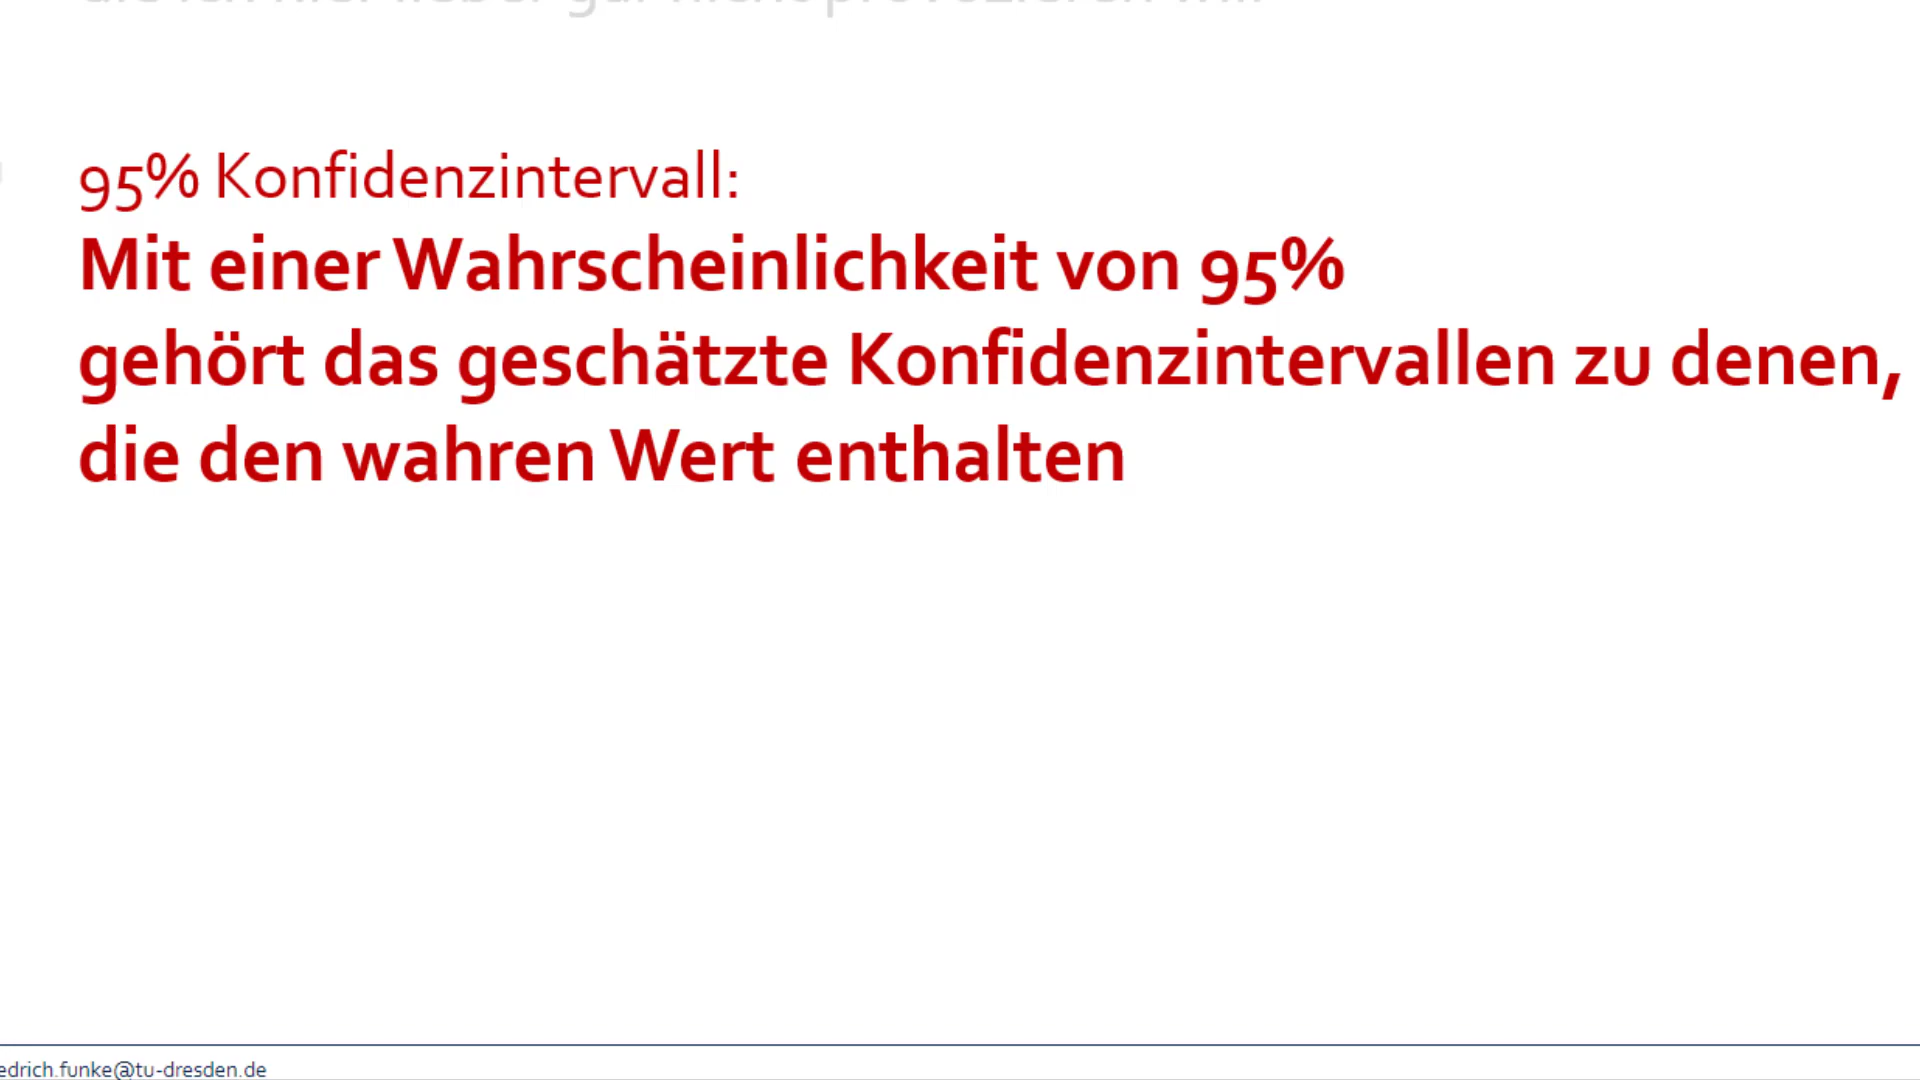 95% Konfidenzintervall:
Mit einer Wahrscheinlichkeit von 95%
gehört das geschätzte Konfidenzintervallen zu denen,
die den wahren Wert enthalten
edrich.funke@tu-dresden.de